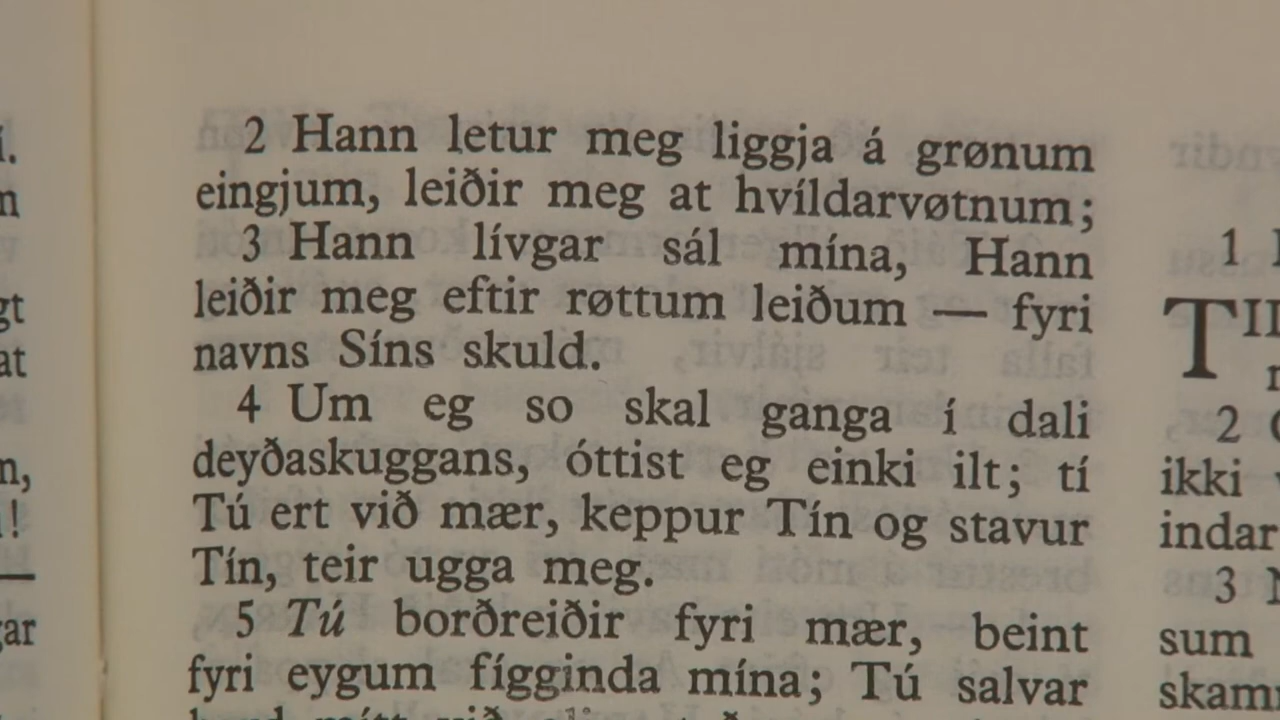 2 Hann letur meg liggja á grønum
eingjum, leiðir meg at hvíldarvøtnum;
3 Hann lívgar sál mína, Hann
leiðir meg eftir røttum leiðum — fyri
navns Síns skuld.
4 Um eg so skal ganga í dali
deyðaskuggans, óttist eg einki ilt; tí
Tú ert við mær, keppur Tín og stavur
Tín, teir ugga meg.
5 Tú borðreiðir fyri mær, beint
fyri eygum fígginda mína; Tú salvar
1
2
ikki
indar
3
sum